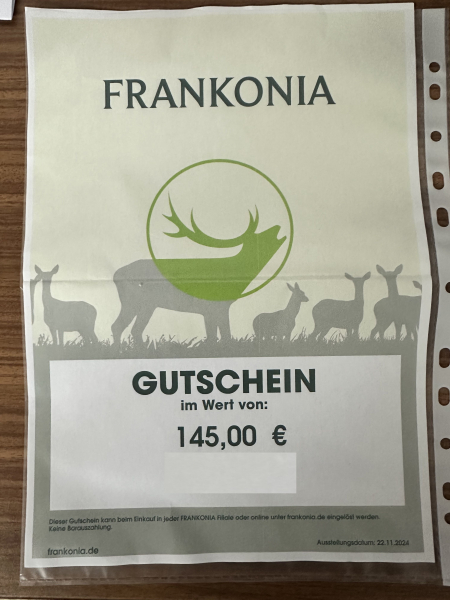 FRANKONIA
GUTSCHEIN
im Wert von:
145,00 €
Dieser Gutschein kann beim Einkauf in jeder FRANKONIA Filiale oder online unter frankonia.de eingelöst werden.
Keine Barauszahlung.
Ausstellungsdatum: 22.11.2024
frankonia.de